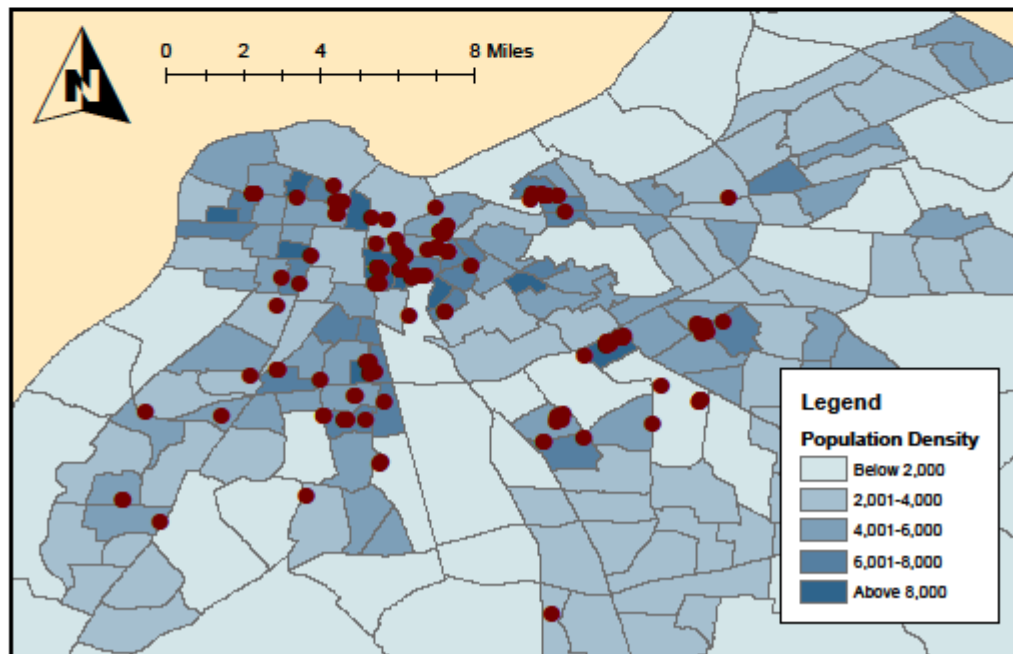 0 2 4 8 Miles
N
Legend
Population Density
Below 2,000
2,001-4,000
4,001-6,000
6,001-8,000
Above 8,000